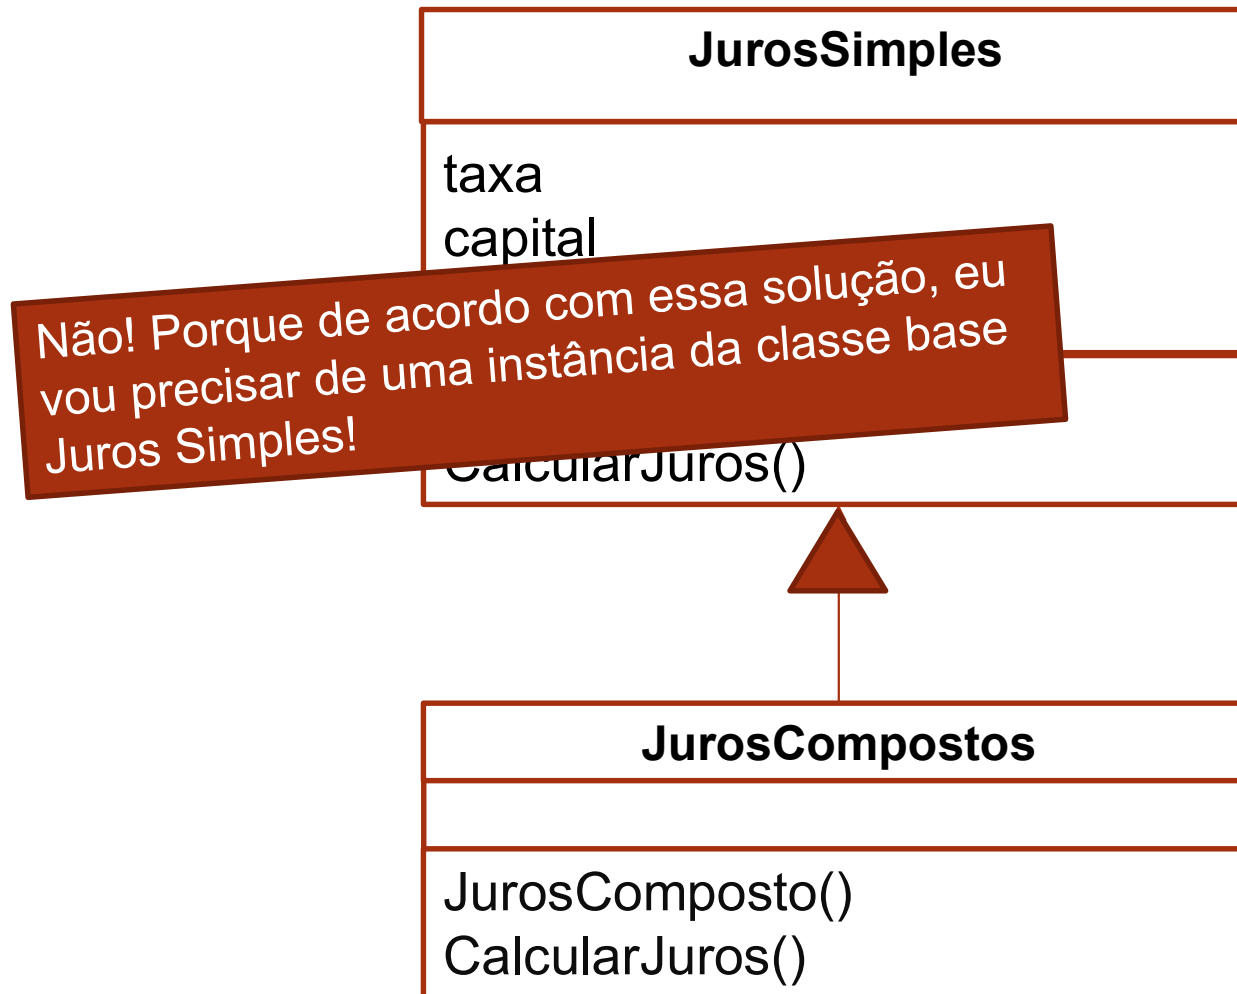 JurosSimples
taxa
capital
Não! Porque de acordo com essa solução, eu
vou precisar de uma instância da classe base
Juros Simples!
CalcularJuros()
JurosCompostos
JurosComposto()
CalcularJuros()